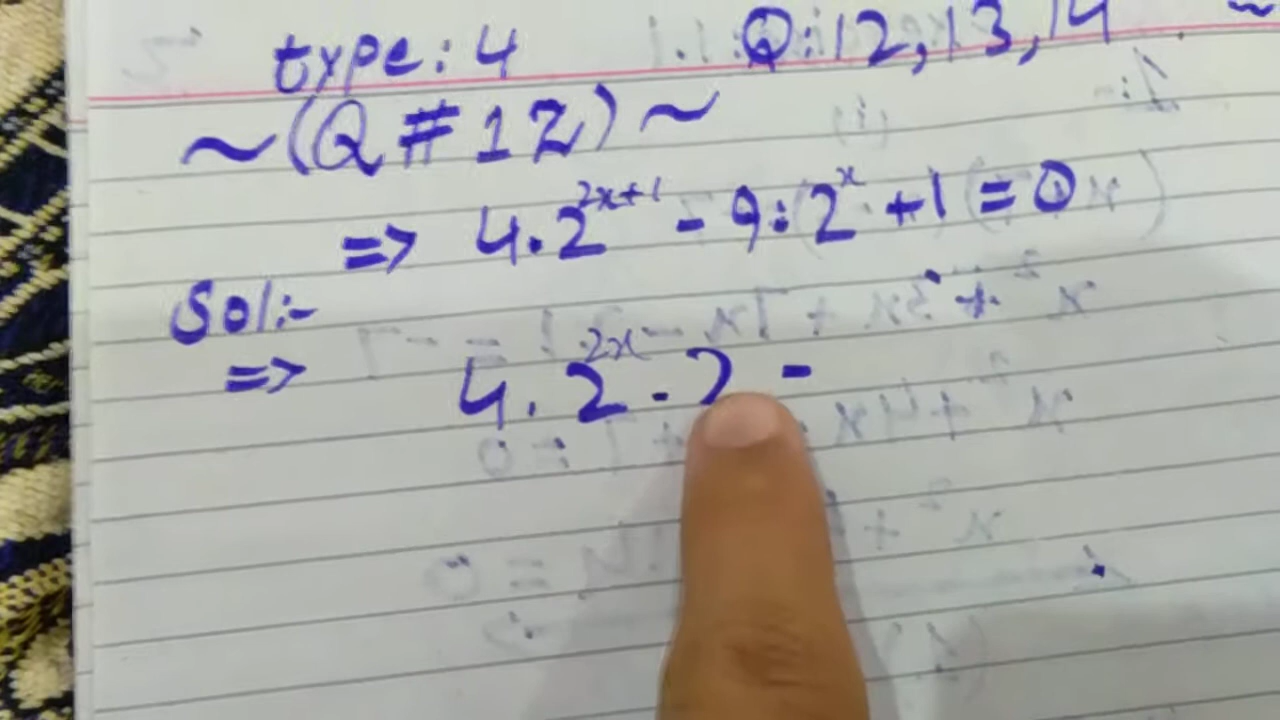 type: 4 Q:12,13,14 ~
~(Q # 12)~
=> 4.2^{2x+1} - 9.2^x + 1 = 0
Sol:-
=> 4.2^{2x} . 2 -